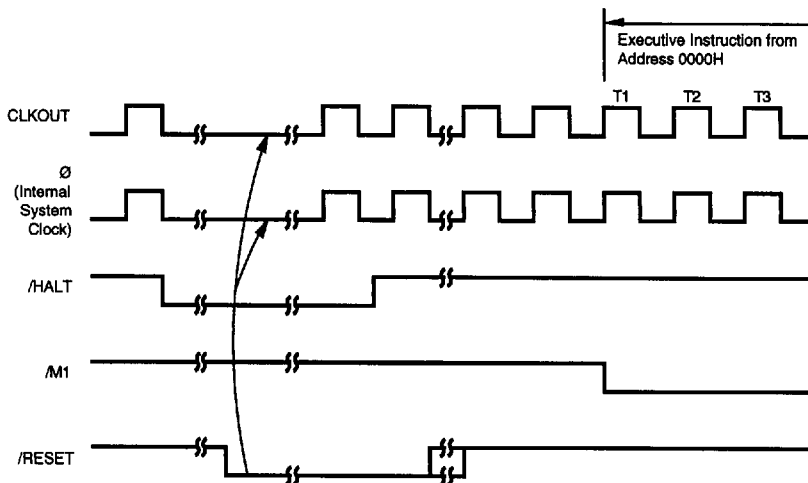 Executive Instruction from
Address 0000H
T1 T2 T3
CLKOUT
Ø
(Internal
System
Clock)
/HALT
/M1
/RESET